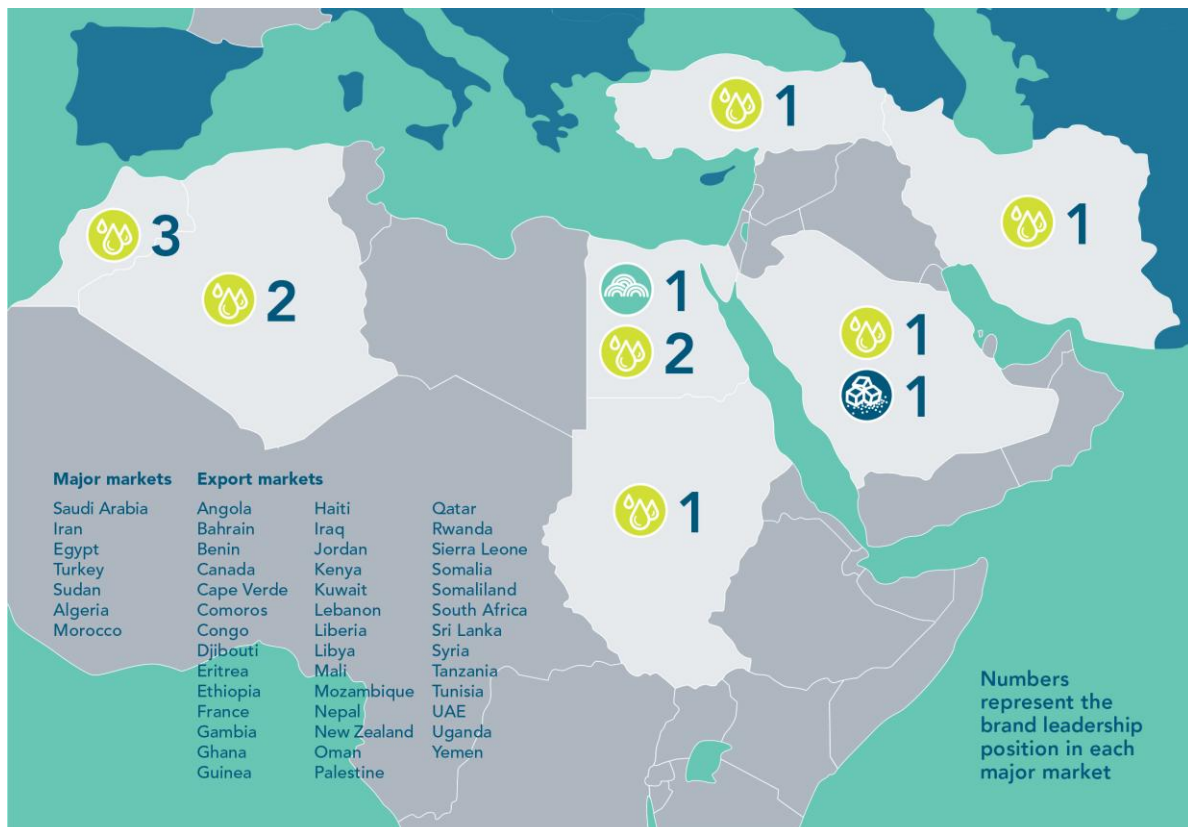 1
1
3
2
1
2
1
1
1
Major markets
Saudi Arabia
Iran
Egypt
Turkey
Sudan
Algeria
Morocco
Export markets
Angola
Bahrain
Benin
Canada
Cape Verde
Comoros
Congo
Djibouti
Eritrea
Ethiopia
France
Gambia
Ghana
Guinea
Haiti
Iraq
Jordan
Kenya
Kuwait
Lebanon
Liberia
Libya
Mali
Mozambique
Nepal
New Zealand
Oman
Palestine
Qatar
Rwanda
Sierra Leone
Somalia
Somaliland
South Africa
Sri Lanka
Syria
Tanzania
Tunisia
UAE
Uganda
Yemen
Numbers
represent the
brand leadership
position in each
major market